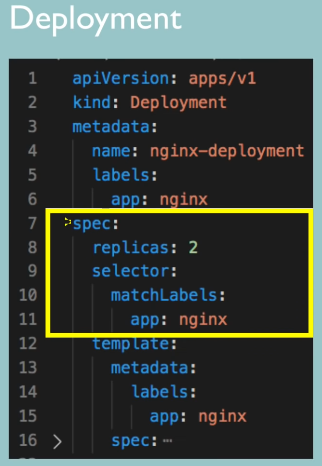 Deployment
1 apiVersion: apps/v1
2 kind: Deployment
3 metadata:
4 name: nginx-deployment
5 labels:
6 app: nginx
7 spec:
8 replicas: 2
9 selector:
10 matchLabels:
11 app: nginx
12 template:
13 metadata:
14 labels:
15 app: nginx
16 > spec:⋯